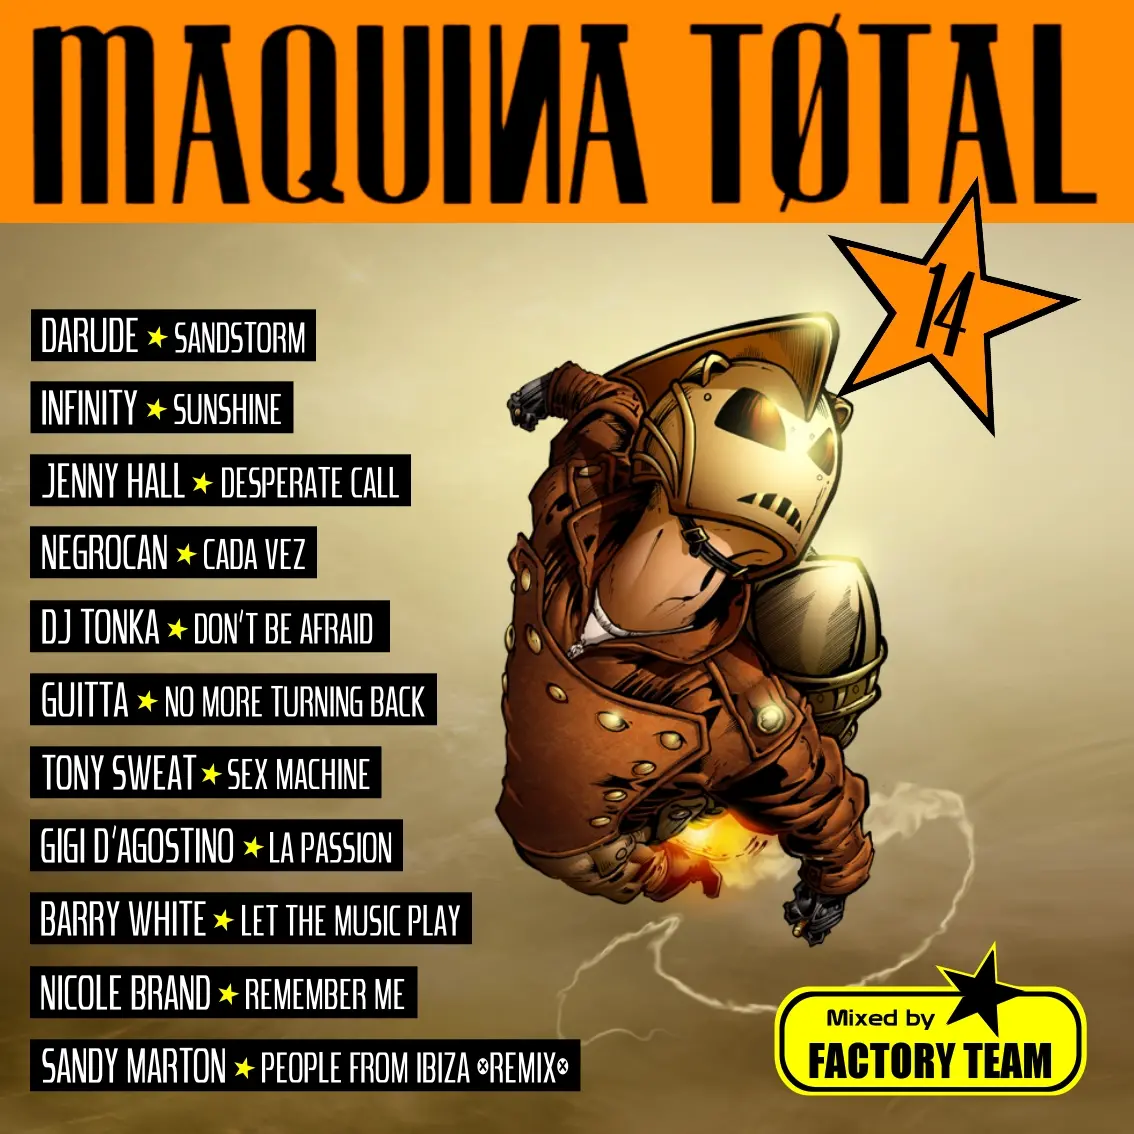 MAQUINA TØTAL
14
DARUDE ★ SANDSTORM
INFINITY ★ SUNSHINE
JENNY HALL ★ DESPERATE CALL
NEGROCAN ★ CADA VEZ
DJ TONKA ★ DON'T BE AFRAID
GUITTA ★ NO MORE TURNING BACK
TONY SWEAT ★ SEX MACHINE
GIGI D'AGOSTINO ★ LA PASSION
BARRY WHITE ★ LET THE MUSIC PLAY
NICOLE BRAND ★ REMEMBER ME
SANDY MARTON ★ PEOPLE FROM IBIZA (REMIX)
Mixed by
FACTORY TEAM